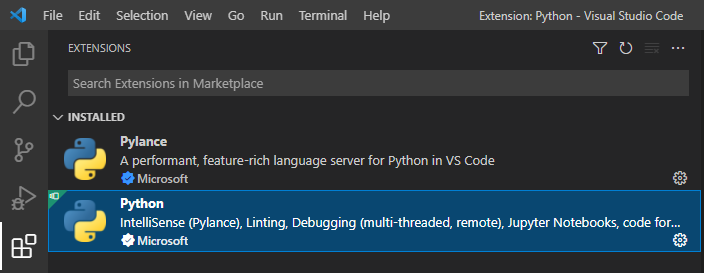 File Edit Selection View Go Run Terminal Help Extension: Python - Visual Studio Code
EXTENSIONS
Search Extensions in Marketplace
INSTALLED
Pylance
A performant, feature-rich language server for Python in VS Code
Microsoft
Python
IntelliSense (Pylance), Linting, Debugging (multi-threaded, remote), Jupyter Notebooks, code for...
Microsoft